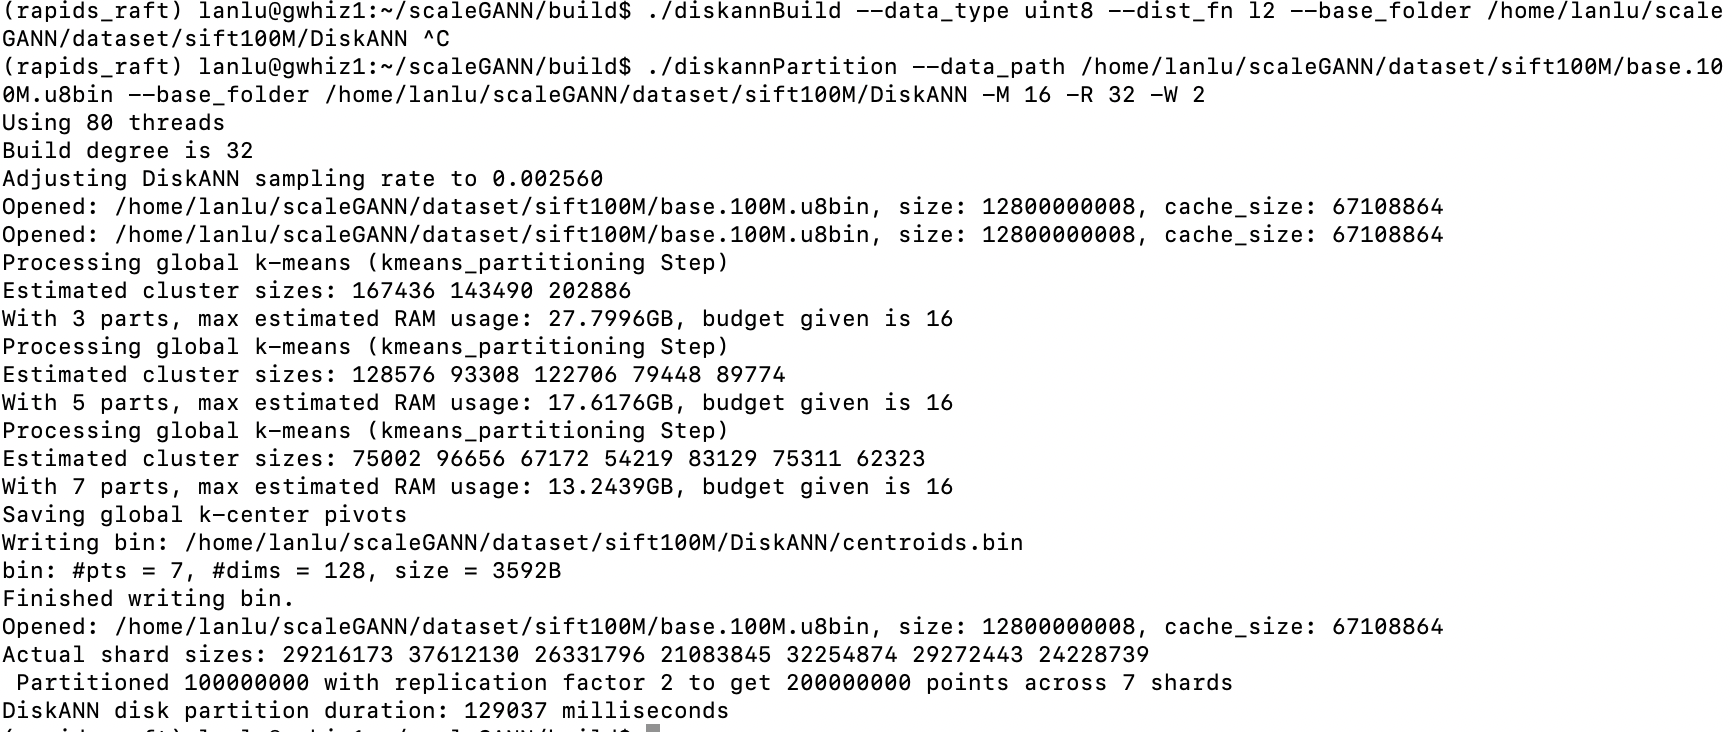 (rapids_raft) lanlu@gwhiz1:~/scaleGANN/build$ ./diskannBuild --data_type uint8 --dist_fn l2 --base_folder /home/lanlu/scale
GANN/dataset/sift100M/DiskANN ^C
(rapids_raft) lanlu@gwhiz1:~/scaleGANN/build$ ./diskannPartition --data_path /home/lanlu/scaleGANN/dataset/sift100M/base.10
0M.u8bin --base_folder /home/lanlu/scaleGANN/dataset/sift100M/DiskANN -M 16 -R 32 -W 2
Using 80 threads
Build degree is 32
Adjusting DiskANN sampling rate to 0.002560
Opened: /home/lanlu/scaleGANN/dataset/sift100M/base.100M.u8bin, size: 12800000008, cache_size: 67108864
Opened: /home/lanlu/scaleGANN/dataset/sift100M/base.100M.u8bin, size: 12800000008, cache_size: 67108864
Processing global k-means (kmeans_partitioning Step)
Estimated cluster sizes: 167436 143490 202886
With 3 parts, max estimated RAM usage: 27.7996GB, budget given is 16
Processing global k-means (kmeans_partitioning Step)
Estimated cluster sizes: 128576 93308 122706 79448 89774
With 5 parts, max estimated RAM usage: 17.6176GB, budget given is 16
Processing global k-means (kmeans_partitioning Step)
Estimated cluster sizes: 75002 96656 67172 54219 83129 75311 62323
With 7 parts, max estimated RAM usage: 13.2439GB, budget given is 16
Saving global k-center pivots
Writing bin: /home/lanlu/scaleGANN/dataset/sift100M/DiskANN/centroids.bin
bin: #pts = 7, #dims = 128, size = 3592B
Finished writing bin.
Opened: /home/lanlu/scaleGANN/dataset/sift100M/base.100M.u8bin, size: 12800000008, cache_size: 67108864
Actual shard sizes: 29216173 37612130 26331796 21083845 32254874 29272443 24228739
 Partitioned 100000000 with replication factor 2 to get 200000000 points across 7 shards
DiskANN disk partition duration: 129037 milliseconds